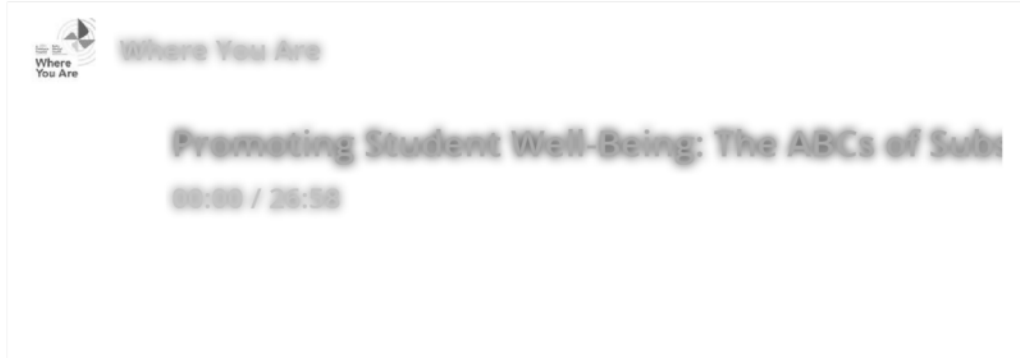 Where
You Are
Where You Are
Promoting Student Well-Being: The ABCs of Subs
00:00 / 26:58